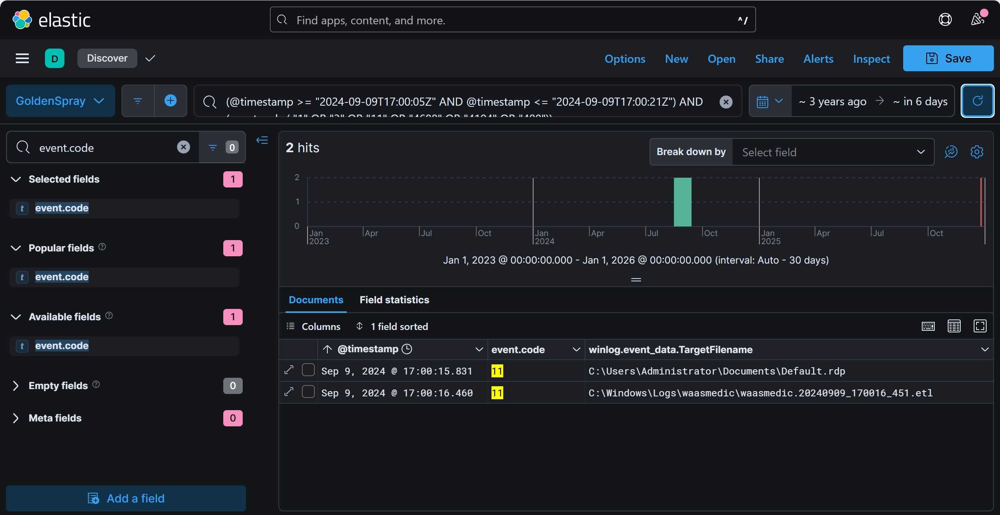 elastic
Find apps, content, and more.
^/
D
Discover
Options
New
Open
Share
Alerts
Inspect
Save
GoldenSpray
(@timestamp >= "2024-09-09T17:00:05Z" AND @timestamp <= "2024-09-09T17:00:21Z") AND
~ 3 years ago → ~ in 6 days
event.code
0
Selected fields
1
t event.code
Popular fields
1
t event.code
Available fields
1
t event.code
Empty fields
0
Meta fields
0
Add a field
2 hits
Break down by
Select field
2
1
0
Jan 2023
Apr
Jul
Oct
Jan 2024
Apr
Jul
Oct
Jan 2025
Apr
Jul
Oct
Jan 1, 2023 @ 00:00:00.000 - Jan 1, 2026 @ 00:00:00.000 (interval: Auto - 30 days)
Documents
Field statistics
Columns
1 field sorted
@timestamp
event.code
winlog.event_data.TargetFilename
Sep 9, 2024 @ 17:00:15.831
11
C:\Users\Administrator\Documents\Default.rdp
Sep 9, 2024 @ 17:00:16.460
11
C:\Windows\Logs\waasmedic\waasmedic.20240909_170016_451.etl